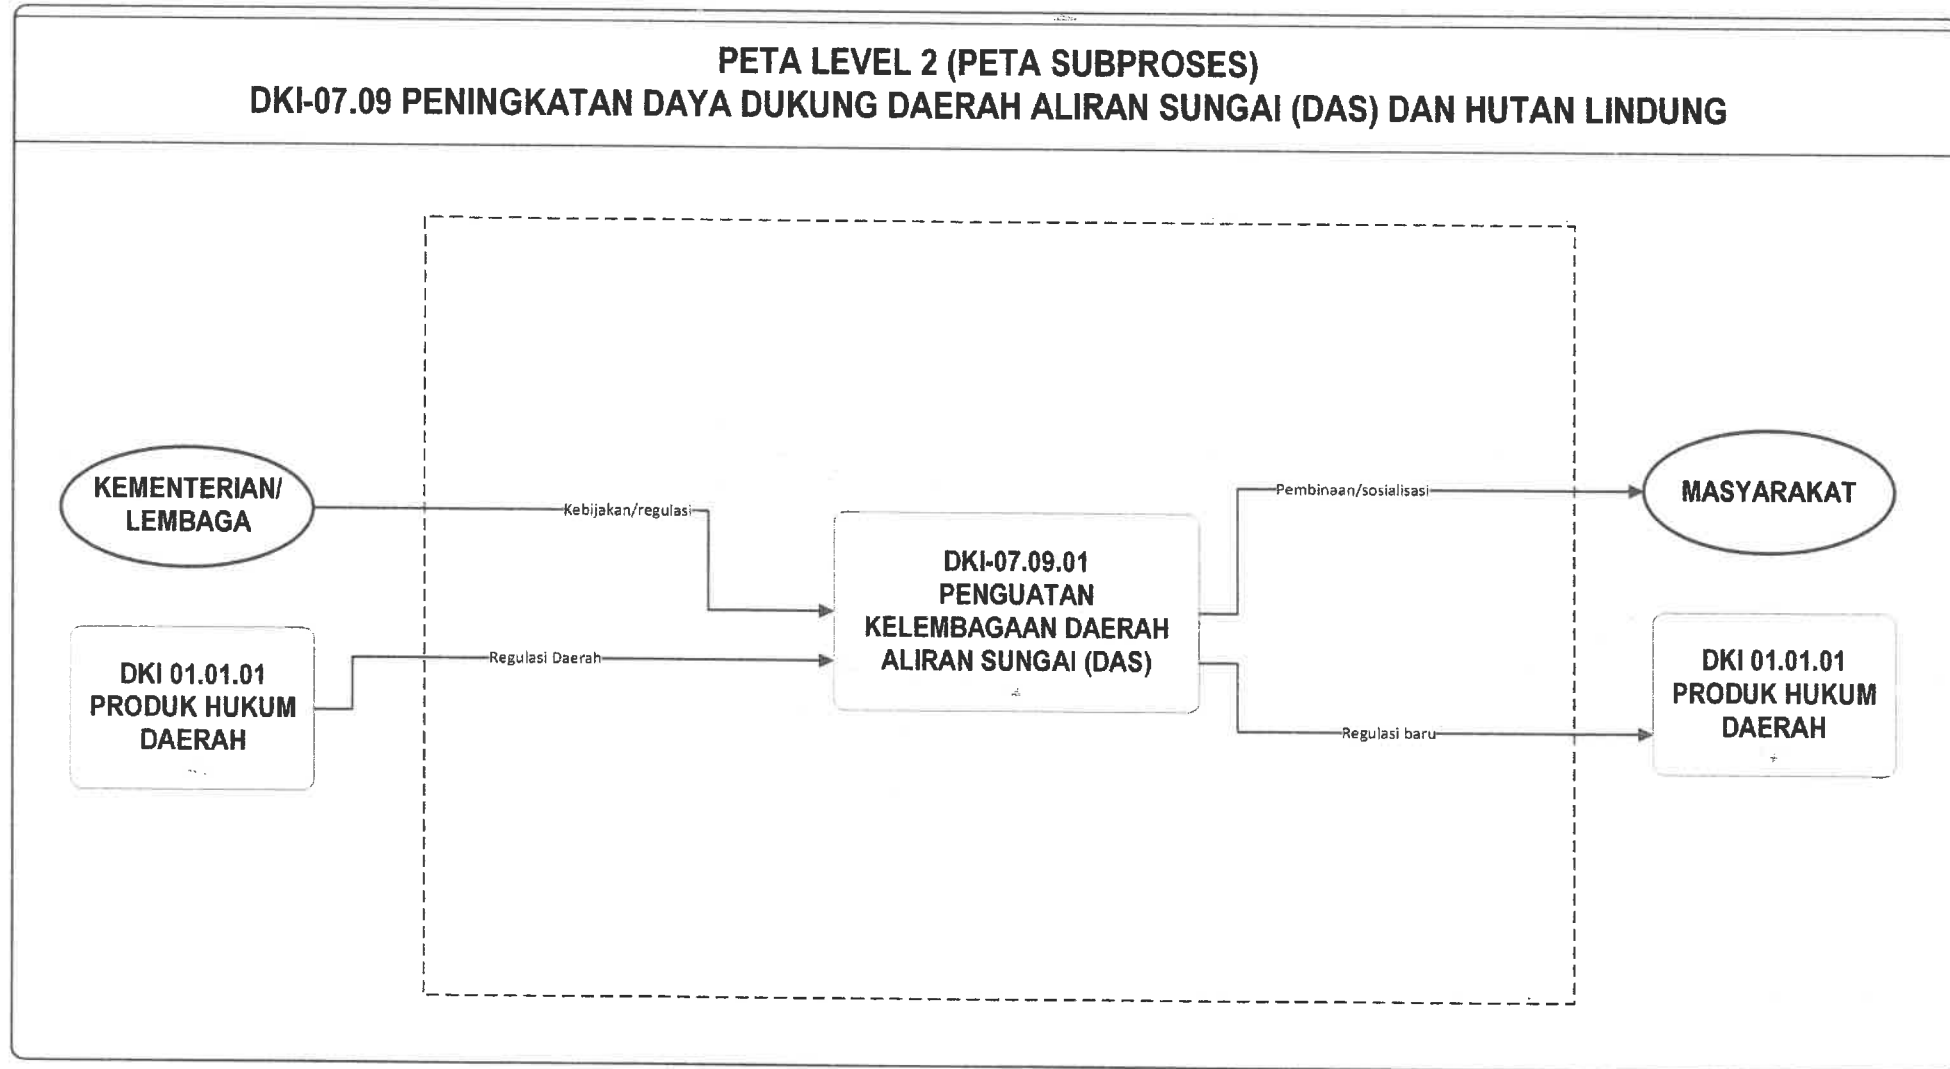 PETA LEVEL 2 (PETA SUBPROSES)
DKI-07.09 PENINGKATAN DAYA DUKUNG DAERAH ALIRAN SUNGAI (DAS) DAN HUTAN LINDUNG
KEMENTERIAN/
LEMBAGA
Kebijakan/regulasi
DKI 01.01.01
PRODUK HUKUM
DAERAH
Regulasi Daerah
DKI-07.09.01
PENGUATAN
KELEMBAGAAN DAERAH
ALIRAN SUNGAI (DAS)
Pembinaan/sosialisasi
MASYARAKAT
Regulasi baru
DKI 01.01.01
PRODUK HUKUM
DAERAH